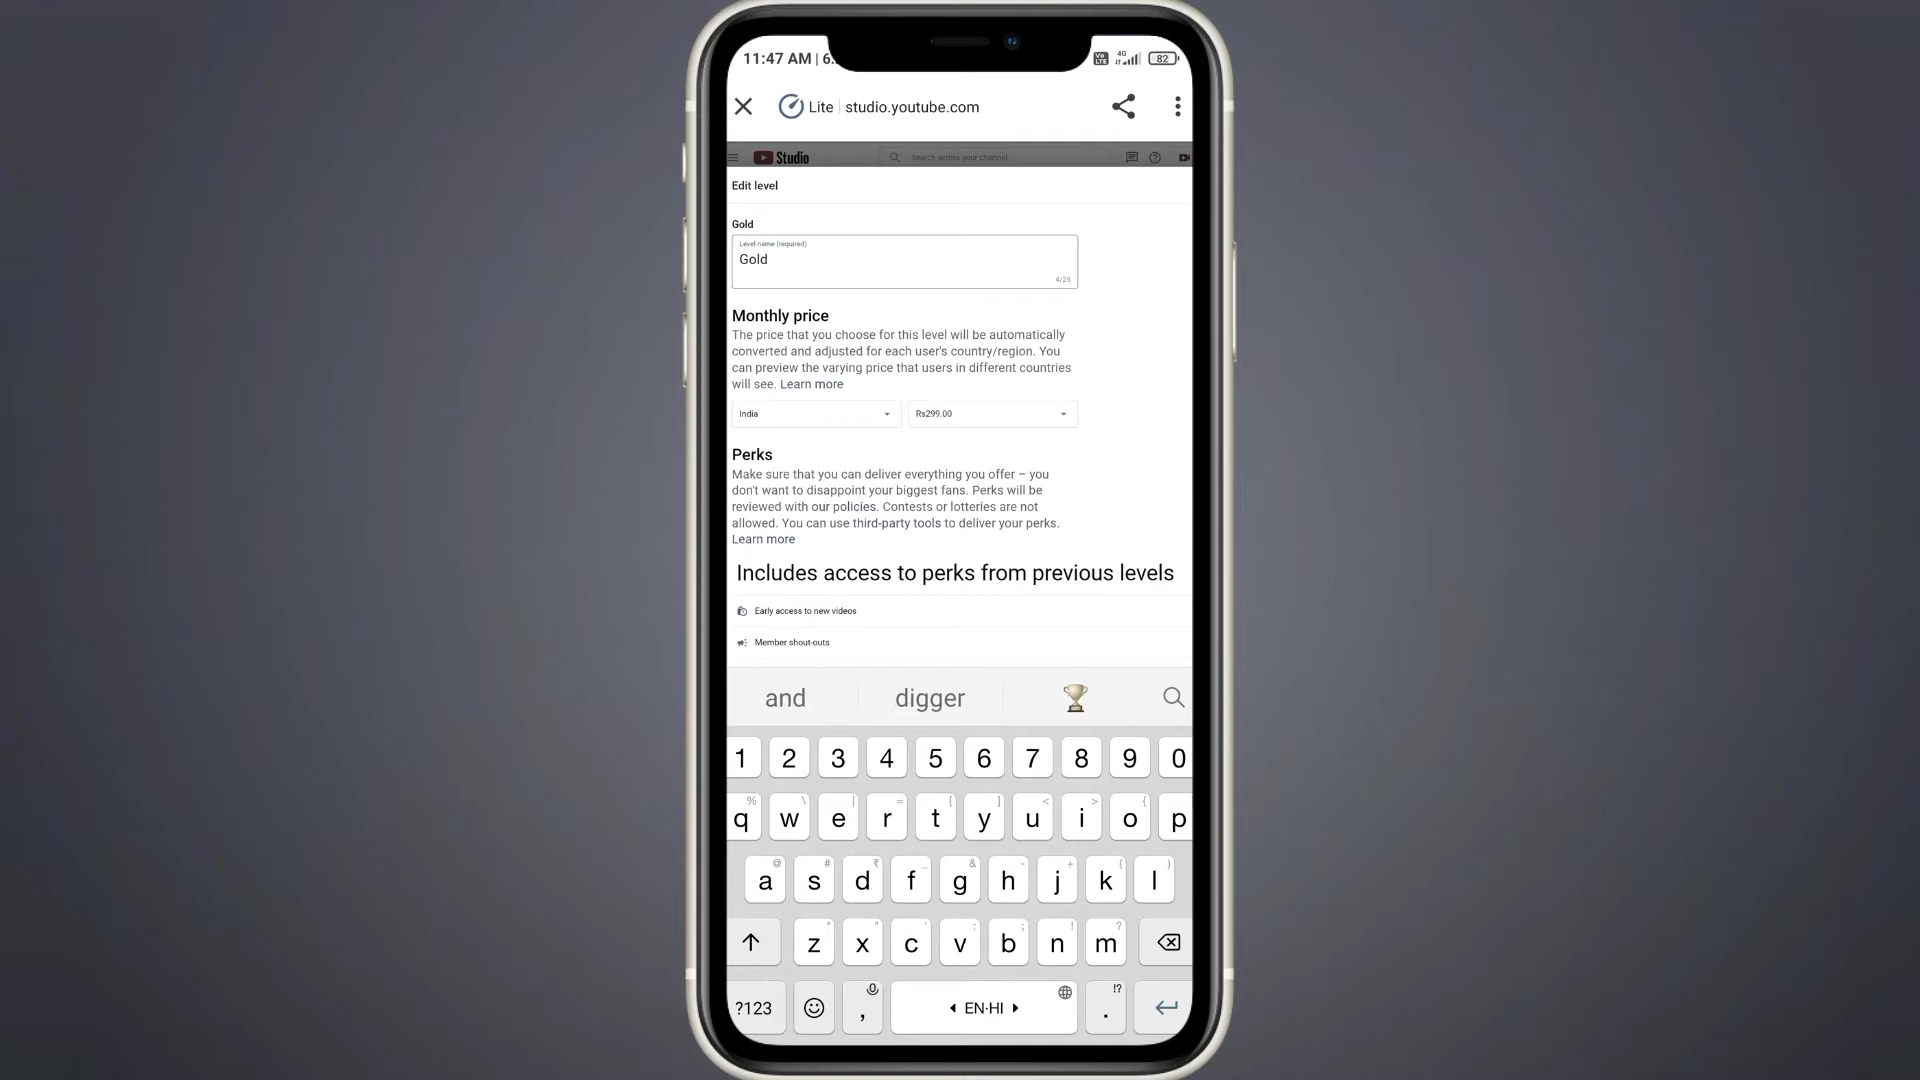 11:47 AM | 6.
Vo LTE 4G 82
Lite studio.youtube.com
Studio Search across your channel
Edit level
Gold
Level name (required)
Gold
4/25
Monthly price
The price that you choose for this level will be automatically
converted and adjusted for each user's country/region. You
can preview the varying price that users in different countries
will see. Learn more
India Rs299.00
Perks
Make sure that you can deliver everything you offer – you
don't want to disappoint your biggest fans. Perks will be
reviewed with our policies. Contests or lotteries are not
allowed. You can use third-party tools to deliver your perks.
Learn more
Includes access to perks from previous levels
Early access to new videos
Member shout-outs
and digger
1 2 3 4 5 6 7 8 9 0
% \ | = [ ] < > {
q w e r t y u i o p
@ # ₹ _ & - + ( )
a s d f g h j k l
* " ' : ; ! ?
z x c v b n m
!?
?123 , EN·HI .